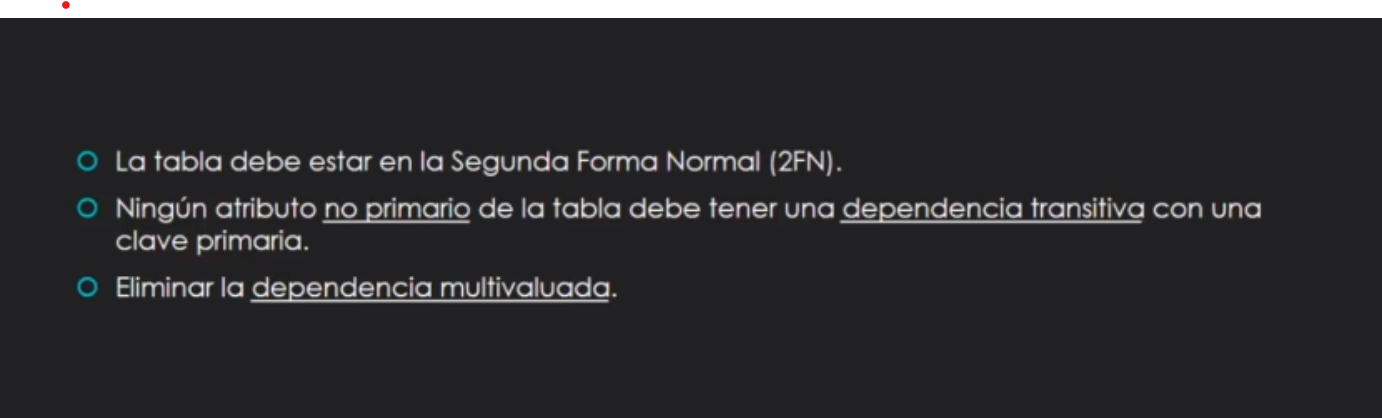 La tabla debe estar en la Segunda Forma Normal (2FN).
Ningún atributo no primario de la tabla debe tener una dependencia transitiva con una
clave primaria.
Eliminar la dependencia multivaluada.